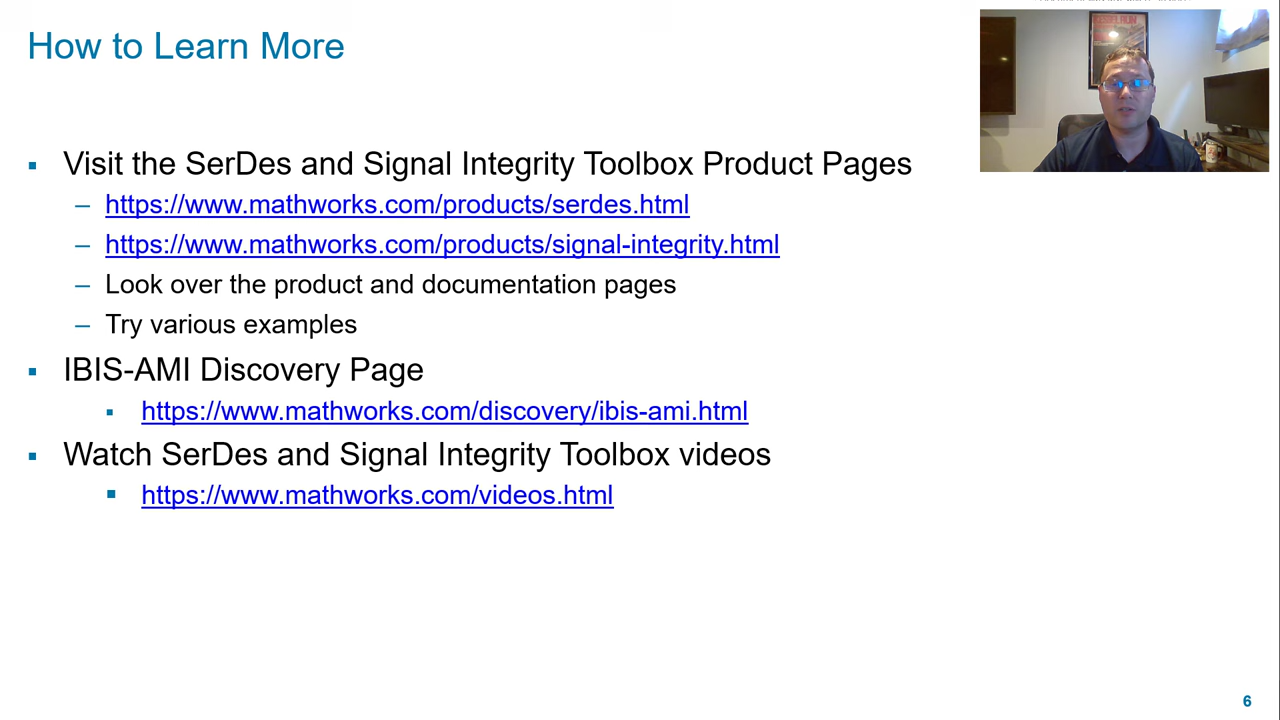 How to Learn More
Visit the SerDes and Signal Integrity Toolbox Product Pages
https://www.mathworks.com/products/serdes.html
https://www.mathworks.com/products/signal-integrity.html
Look over the product and documentation pages
Try various examples
IBIS-AMI Discovery Page
https://www.mathworks.com/discovery/ibis-ami.html
Watch SerDes and Signal Integrity Toolbox videos
https://www.mathworks.com/videos.html
6